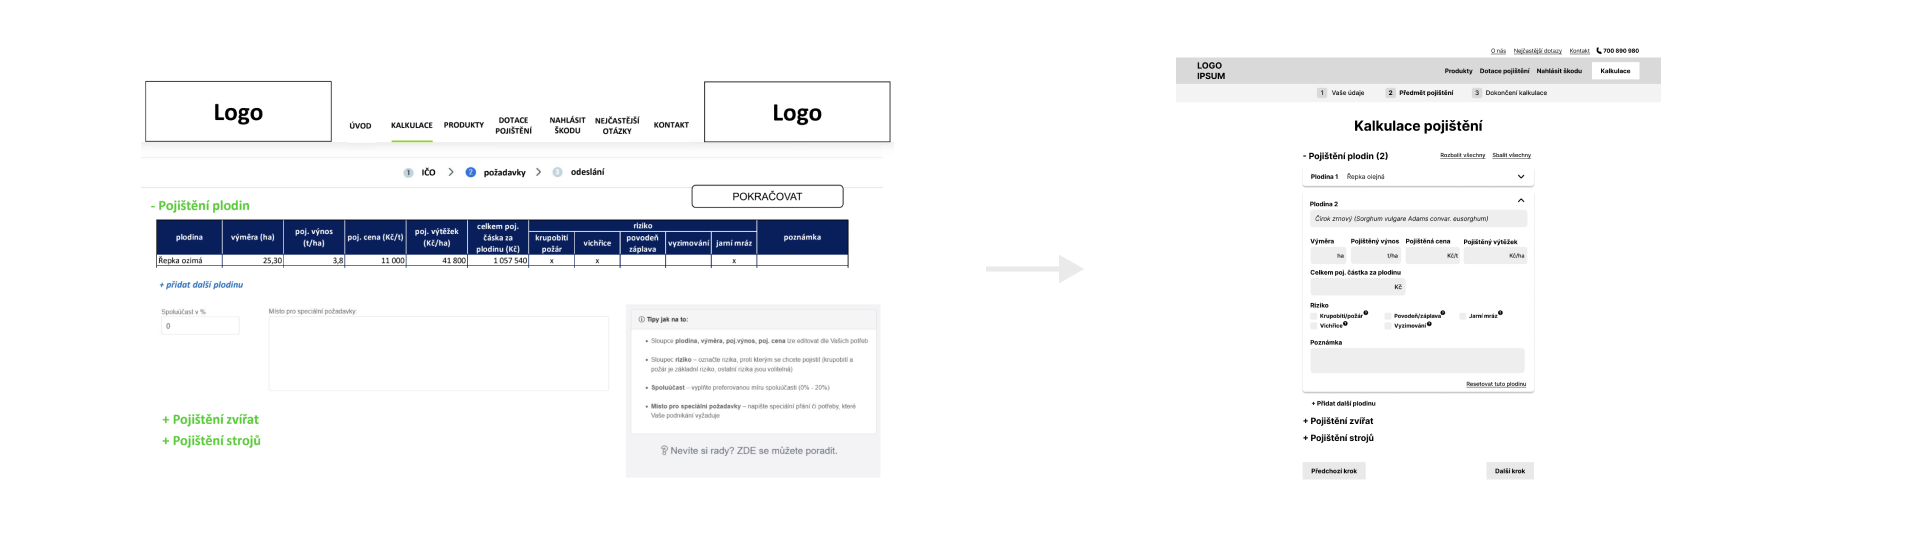 Logo
ÚVOD
KALKULACE
PRODUKTY
DOTACE
POJIŠTĚNÍ
NAHLÁSIT
ŠKODU
NEJČASTĚJŠÍ
OTÁZKY
KONTAKT
Logo
1 IČO > 2 požadavky > 3 odeslání
POKRAČOVAT
- Pojištění plodin
plodina
výměra (ha)
poj. výnos
(t/ha)
poj. cena (Kč/t)
poj. výtěžek
(Kč/ha)
celkem poj.
čáska za
plodinu (Kč)
riziko
krupobití
požár
vichřice
povodeň
záplava
vyzimování
jarní mráz
poznámka
Řepka ozimá 25,30 3,8 11 000 41 800 1 057 540 x x x
+ přidat další plodinu
Spoluúčast v %
0
Místo pro speciální požadavky:
Tipy jak na to:
• Sloupce plodina, výměra, poj.výnos, poj. cena lze editovat dle Vašich potřeb
• Sloupec riziko – označte rizika, proti kterým se chcete pojistit (krupobití a
požár je základní riziko, ostatní rizika jsou volitelná)
• Spoluúčast – vyplňte preferovanou míru spoluúčasti (0% - 20%)
• Místo pro speciální požadavky – napište speciální přání či potřeby, které
Vaše podnikání vyžaduje
Nevíte si rady? ZDE se můžete poradit.
+ Pojištění zvířat
+ Pojištění strojů
O nás Nejčastější dotazy Kontakt 700 890 980
LOGO
IPSUM
Produkty Dotace pojištění Nahlásit škodu Kalkulace
1 Vaše údaje 2 Předmět pojištění 3 Dokončení kalkulace
Kalkulace pojištění
- Pojištění plodin (2) Rozbalit všechny Sbalit všechny
Plodina 1 Řepka olejná
Plodina 2
Čirok zrnový (Sorghum vulgare Adams convar. eusorghum)
Výměra Pojištěný výnos Pojištěná cena Pojištěný výtěžek
ha t/ha Kč/t Kč/ha
Celkem poj. částka za plodinu
Kč
Riziko
Krupobití/požár? Povodeň/záplava? Jarní mráz?
Vichřice? Vyzimování?
Poznámka
Resetovat tuto plodinu
+ Přidat další plodinu
+ Pojištění zvířat
+ Pojištění strojů
Předchozí krok Další krok